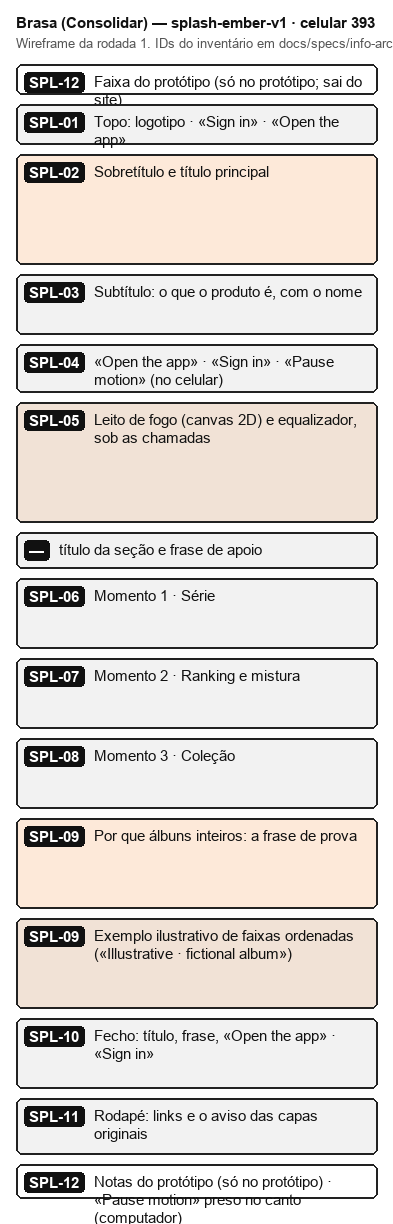 Brasa (Consolidar) — splash-ember-v1 · celular 393
Wireframe da rodada 1. IDs do inventário em docs/specs/info-arc
SPL-12 Faixa do protótipo (só no protótipo; sai do
site)
SPL-01 Topo: logotipo · «Sign in» · «Open the
app»
SPL-02 Sobretítulo e título principal
SPL-03 Subtítulo: o que o produto é, com o nome
SPL-04 «Open the app» · «Sign in» · «Pause
motion» (no celular)
SPL-05 Leito de fogo (canvas 2D) e equalizador,
sob as chamadas
— título da seção e frase de apoio
SPL-06 Momento 1 · Série
SPL-07 Momento 2 · Ranking e mistura
SPL-08 Momento 3 · Coleção
SPL-09 Por que álbuns inteiros: a frase de prova
SPL-09 Exemplo ilustrativo de faixas ordenadas
(«Illustrative · fictional album»)
SPL-10 Fecho: título, frase, «Open the app» ·
«Sign in»
SPL-11 Rodapé: links e o aviso das capas
originais
SPL-12 Notas do protótipo (só no protótipo) ·
«Pause motion» preso no canto
(computador)